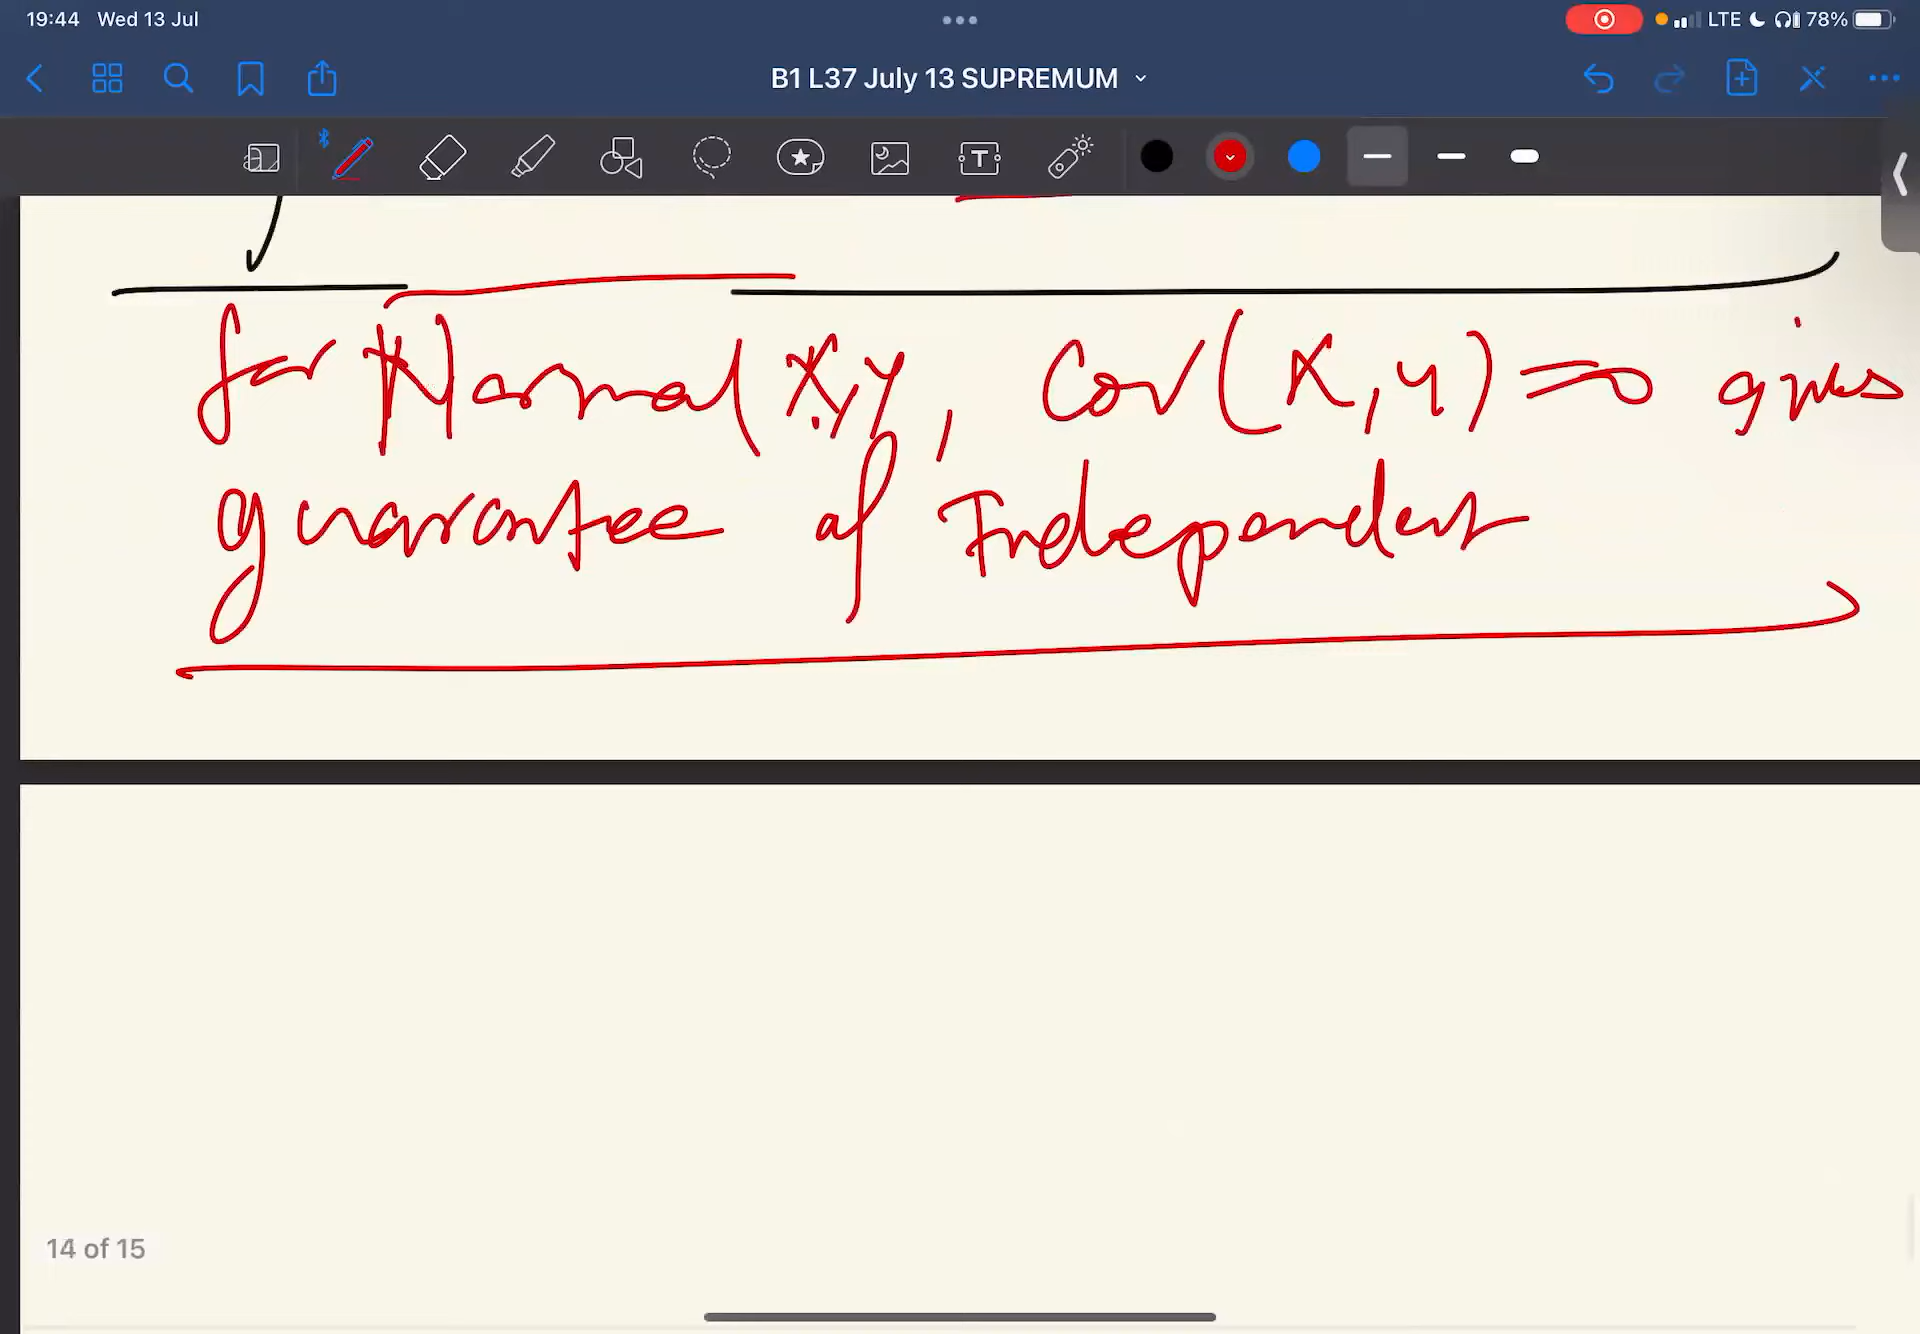 19:44 Wed 13 Jul
LTE 78%
B1 L37 July 13 SUPREMUM
for Normal X,Y, Cov(X,Y)=0 gives
guarantee of Independent
14 of 15